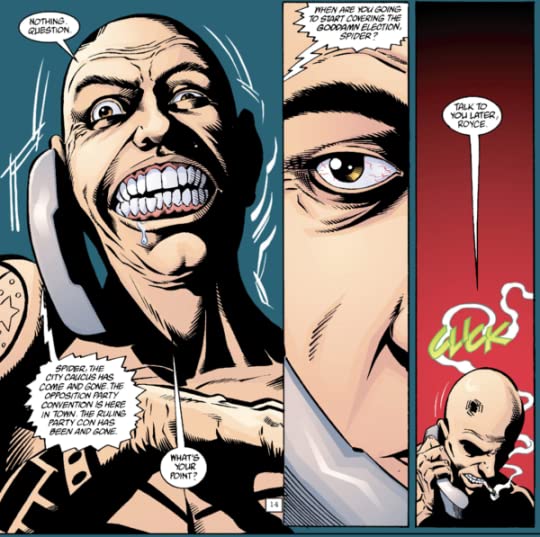 NOTHING.
QUESTION.
SPIDER, THE
CITY CAUCUS HAS
COME AND GONE. THE
OPPOSITION PARTY
CONVENTION IS HERE
IN TOWN. THE RULING
PARTY CON HAS
BEEN AND GONE.
WHAT'S
YOUR
POINT?
14
WHEN ARE YOU GOING
TO START COVERING THE
GODDAMN ELECTION,
SPIDER?
TALK TO
YOU LATER,
ROYCE.
CLICK